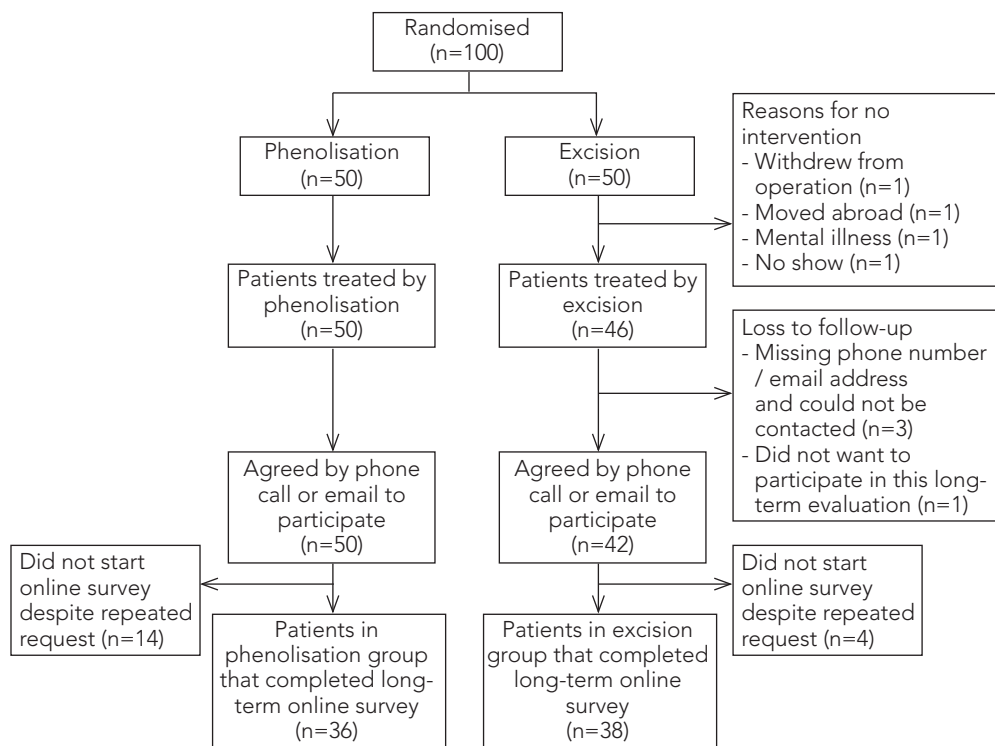 Randomised
(n=100)
Phenolisation
(n=50)
Excision
(n=50)
Reasons for no
intervention
- Withdrew from
operation (n=1)
- Moved abroad (n=1)
- Mental illness (n=1)
- No show (n=1)
Patients treated by
phenolisation
(n=50)
Patients treated by
excision
(n=46)
Loss to follow-up
- Missing phone number
/ email address
and could not be
contacted (n=3)
- Did not want to
participate in this long-
term evaluation (n=1)
Agreed by phone
call or email to
participate
(n=50)
Agreed by phone
call or email to
participate
(n=42)
Did not start
online survey
despite repeated
request (n=14)
Did not start
online survey
despite repeated
request (n=4)
Patients in
phenolisation group
that completed long-
term online survey
(n=36)
Patients in excision
group that completed
long-term online
survey
(n=38)